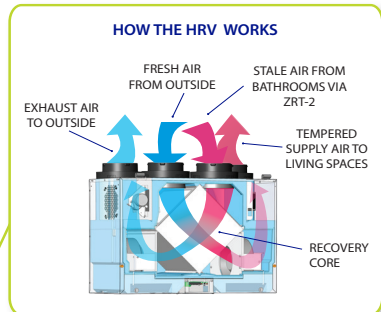 HOW THE HRV WORKS
FRESH AIR
FROM OUTSIDE
STALE AIR FROM
BATHROOMS VIA
ZRT-2
EXHAUST AIR
TO OUTSIDE
TEMPERED
SUPPLY AIR TO
LIVING SPACES
RECOVERY
CORE